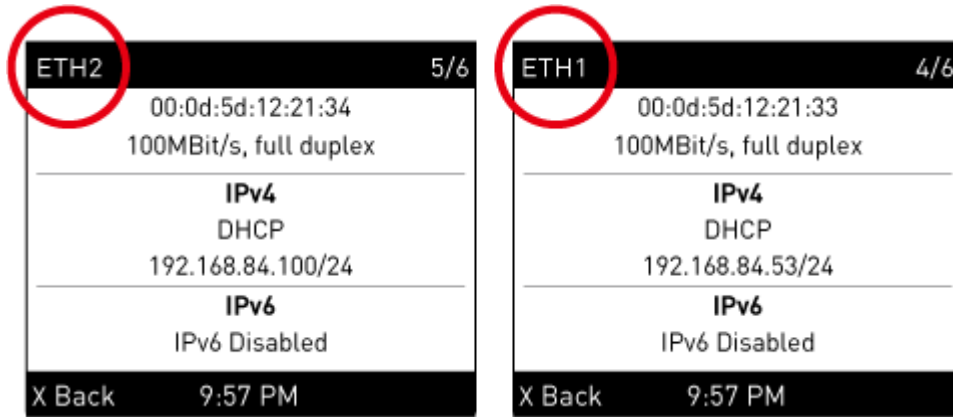 ETH2 5/6
00:0d:5d:12:21:34
100MBit/s, full duplex
IPv4
DHCP
192.168.84.100/24
IPv6
IPv6 Disabled
X Back 9:57 PM
ETH1 4/6
00:0d:5d:12:21:33
100MBit/s, full duplex
IPv4
DHCP
192.168.84.53/24
IPv6
IPv6 Disabled
X Back 9:57 PM